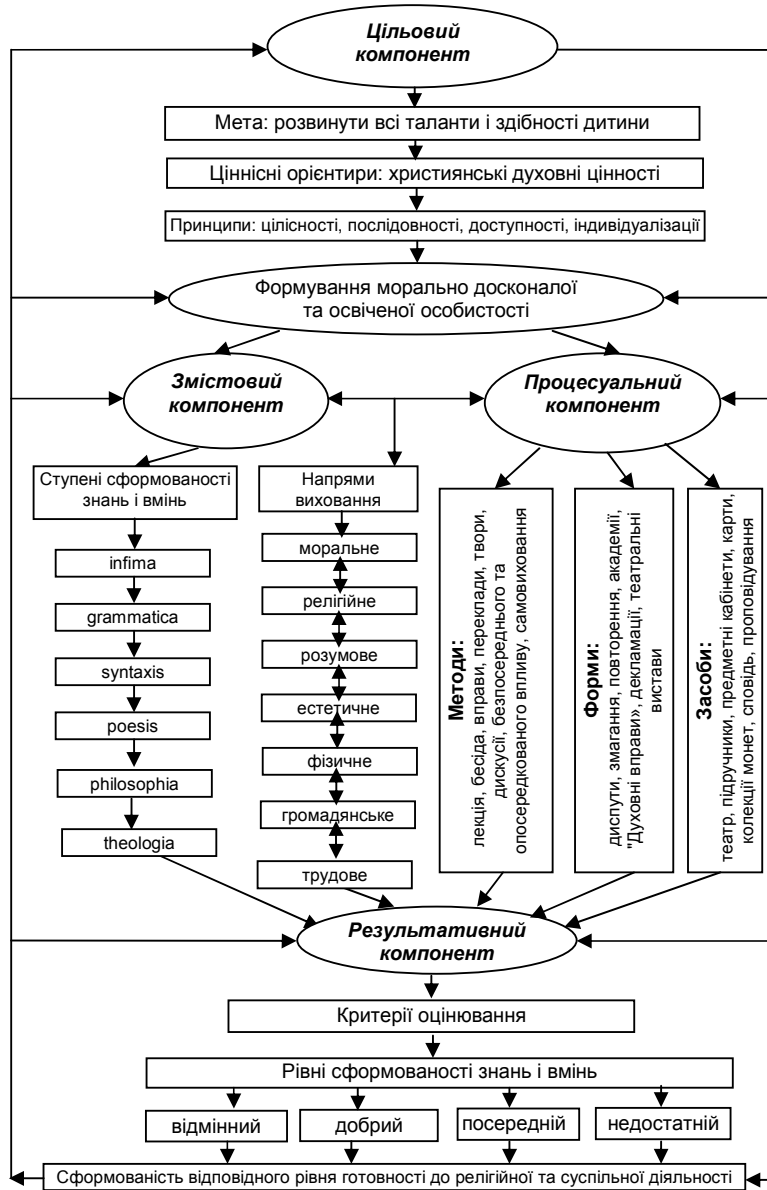 Цільовий
компонент
Мета: розвинути всі таланти і здібності дитини
Ціннісні орієнтири: християнські духовні цінності
Принципи: цілісності, послідовності, доступності, індивідуалізації
Формування морально досконалої
та освіченої особистості
Змістовий
компонент
Процесуальний
компонент
Ступені сформованості
знань і вмінь
infima
grammatica
syntaxis
poesis
philosophia
theologia
Напрями
виховання
моральне
релігійне
розумове
естетичне
фізичне
громадянське
трудове
Методи:
лекція, бесіда, вправи, переклади, твори,
дискусії, безпосереднього та
опосередкованого впливу, самовиховання
Форми:
диспути, змагання, повторення, академії,
"Духовні вправи», декламації, театральні
вистави
Засоби:
театр, підручники, предметні кабінети, карти,
колекції монет, сповідь, проповідування
Результативний
компонент
Критерії оцінювання
Рівні сформованості знань і вмінь
відмінний
добрий
посередній
недостатній
Сформованість відповідного рівня готовності до релігійної та суспільної діяльності